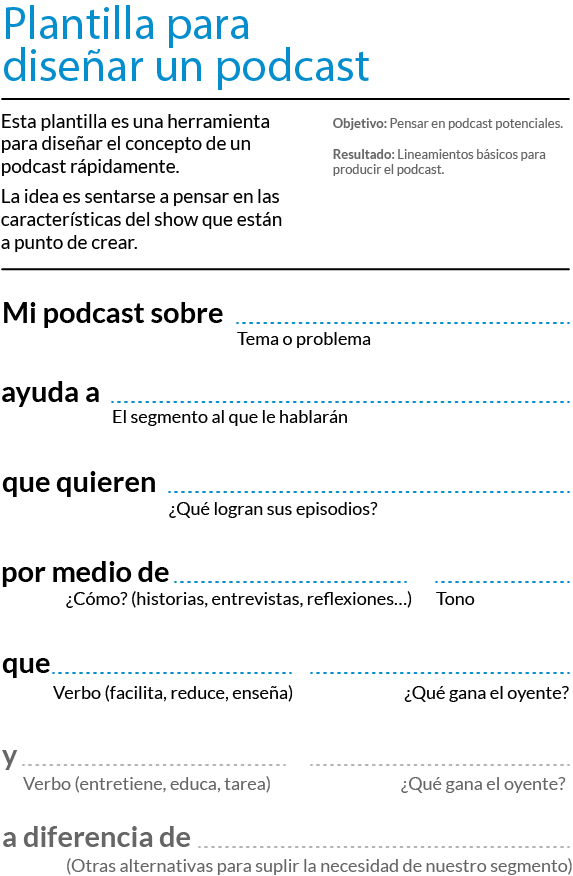 Plantilla para
diseñar un podcast
Esta plantilla es una herramienta
para diseñar el concepto de un
podcast rápidamente.
La idea es sentarse a pensar en las
características del show que están
a punto de crear.
Objetivo: Pensar en podcast potenciales.
Resultado: Lineamientos básicos para
producir el podcast.
Mi podcast sobre
Tema o problema
ayuda a
El segmento al que le hablarán
que quieren
¿Qué logran sus episodios?
por medio de
¿Cómo? (historias, entrevistas, reflexiones...) Tono
que
Verbo (facilita, reduce, enseña) ¿Qué gana el oyente?
y
Verbo (entretiene, educa, tarea) ¿Qué gana el oyente?
a diferencia de
(Otras alternativas para suplir la necesidad de nuestro segmento)